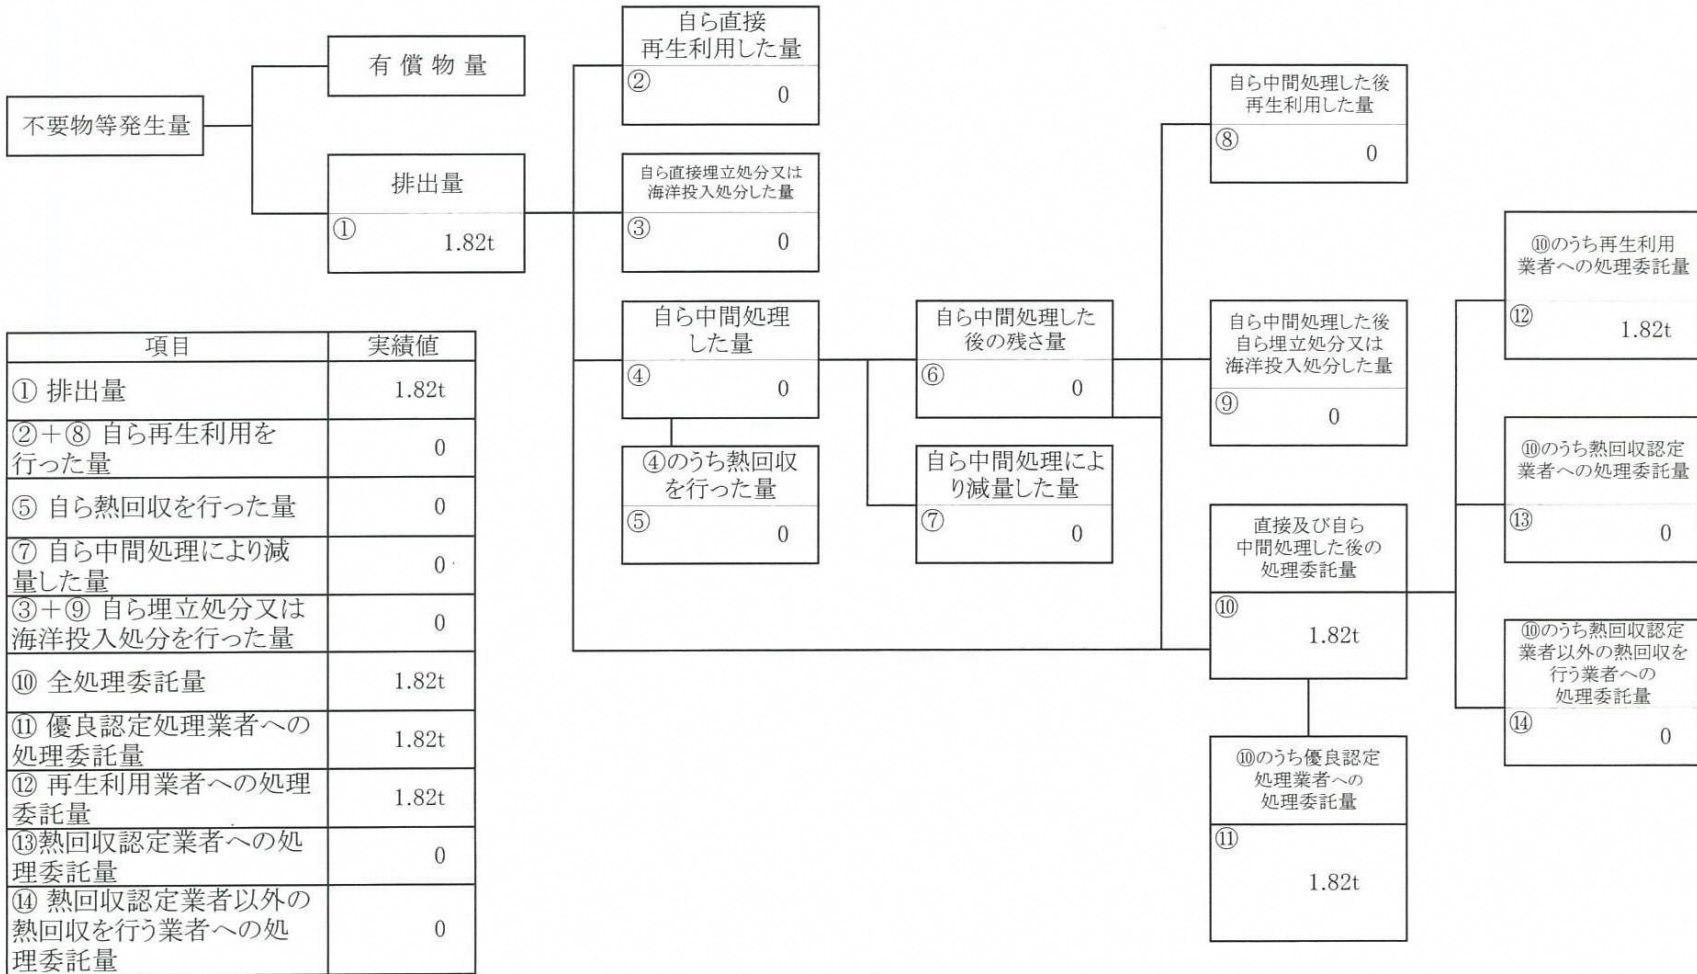 不要物等発生量
有償物量
排出量
①
1.82t
自ら直接
再生利用した量
②
0
自ら直接埋立処分又は
海洋投入処分した量
③
0
自ら中間処理
した量
④
0
④のうち熱回収
を行った量
⑤
0
自ら中間処理した
後の残さ量
⑥
0
自ら中間処理によ
り減量した量
⑦
0
自ら中間処理した後
再生利用した量
⑧
0
自ら中間処理した後
自ら埋立処分又は
海洋投入処分した量
⑨
0
直接及び自ら
中間処理した後の
処理委託量
⑩
1.82t
⑩のうち優良認定
処理業者への
処理委託量
⑪
1.82t
⑩のうち再生利用
業者への処理委託量
⑫
1.82t
⑩のうち熱回収認定
業者への処理委託量
⑬
0
⑩のうち熱回収認定
業者以外の熱回収を
行う業者への
処理委託量
⑭
0
項目 実績値
① 排出量 1.82t
②+⑧ 自ら再生利用を
行った量 0
⑤ 自ら熱回収を行った量 0
⑦ 自ら中間処理により減
量した量 0
③+⑨ 自ら埋立処分又は
海洋投入処分を行った量 0
⑩ 全処理委託量 1.82t
⑪ 優良認定処理業者への
処理委託量 1.82t
⑫ 再生利用業者への処理
委託量 1.82t
⑬熱回収認定業者への処
理委託量 0
⑭ 熱回収認定業者以外の
熱回収を行う業者への処
理委託量 0